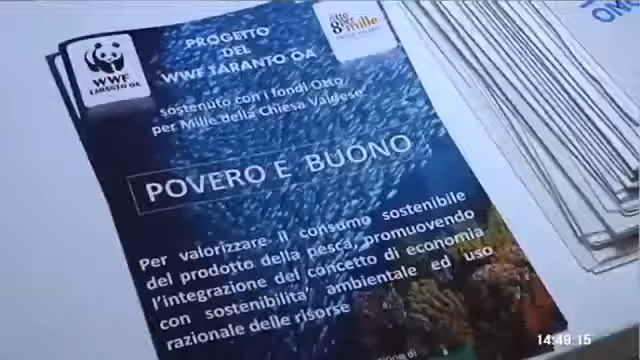 PROGETTO
DEL
WWF TARANTO OA
WWF
TARANTO OA
otto
8 per
mille
sostenuto con i fondi Otto
per Mille della Chiesa Valdese
POVERO E BUONO
Per valorizzare il consumo sostenibile
del prodotto della pesca, promuovendo
l'integrazione del concetto di economia
con sostenibilita' ambientale ed uso
razionale delle risorse
14:49:15